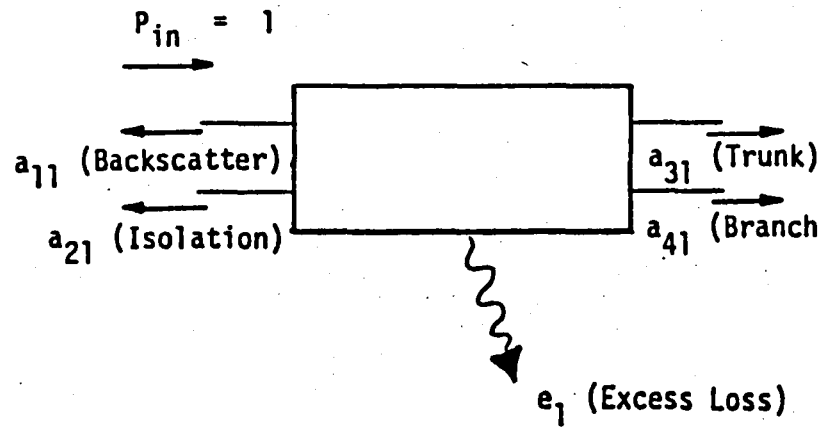 P_in = 1
a_11 (Backscatter)
a_31 (Trunk)
a_21 (Isolation)
a_41 (Branch
e_1 (Excess Loss)